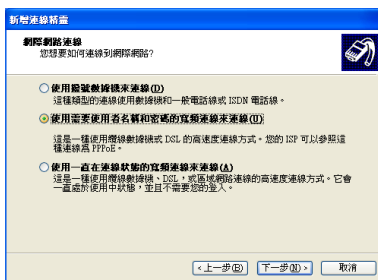 新增連線精靈
網際網路連線
您想要如何連線到網際網路?
使用撥號數據機來連線(D)
這種類型的連線使用數據機和一般電話線或 ISDN 電話線。
使用需要使用者名稱和密碼的寬頻連線來連線(U)
這是一種使用纜線數據機或 DSL 的高速度連線方式。您的 ISP 可以參照這
種連線為 PPPoE。
使用一直在連線狀態的寬頻連線來連線(A)
這是一種使用纜線數據機、DSL，或區域網路連線的高速度連線方式。它會
一直處於使用中狀態，並且不需要您的登入。
<上一步(B)
下一步(N)>
取消